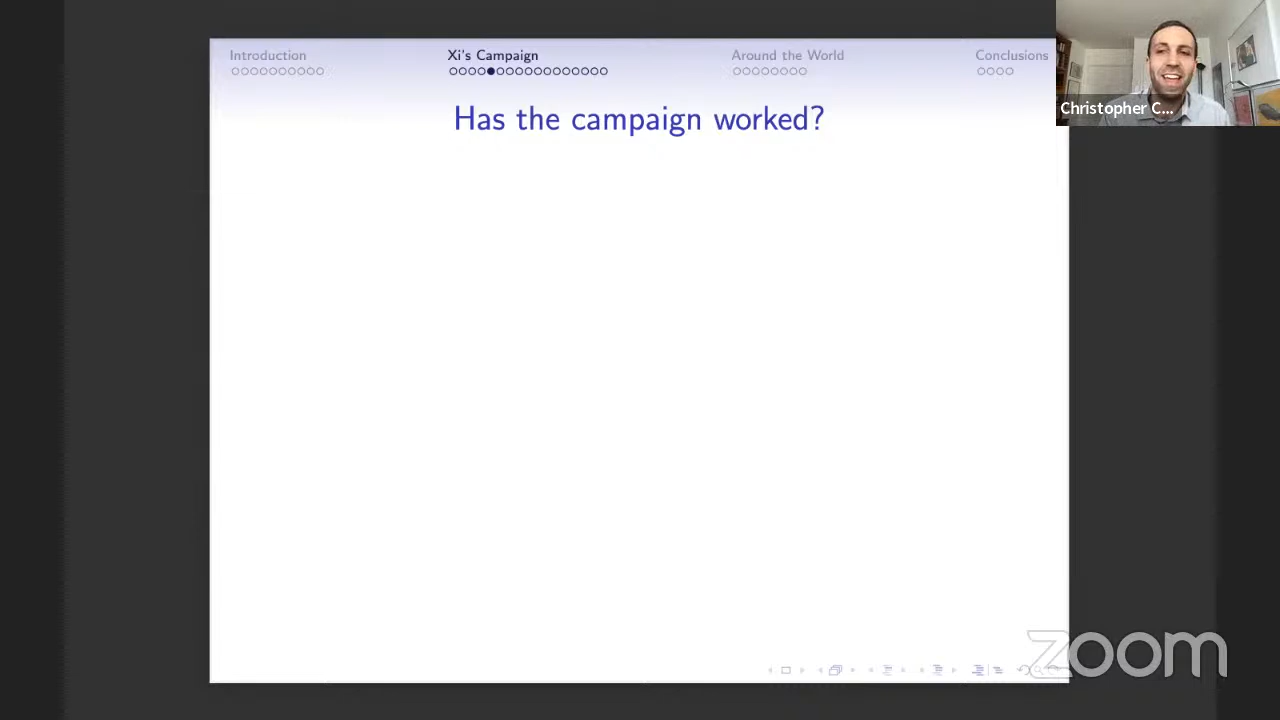 Introduction Xi's Campaign Around the World Conclusions
Has the campaign worked?
Christopher C...
zoom